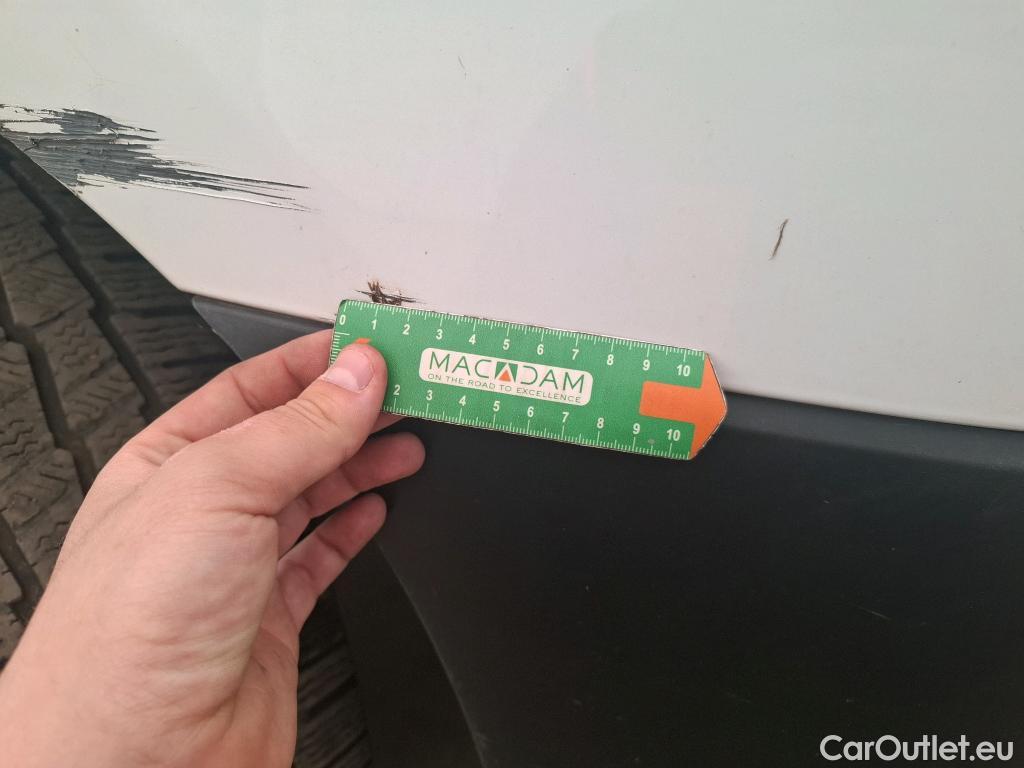 0 1 2 3 4 5 6 7 8 9 10
MACADAM
ON THE ROAD TO EXCELLENCE
2 3 4 5 6 7 8 9 10
CarOutlet.eu